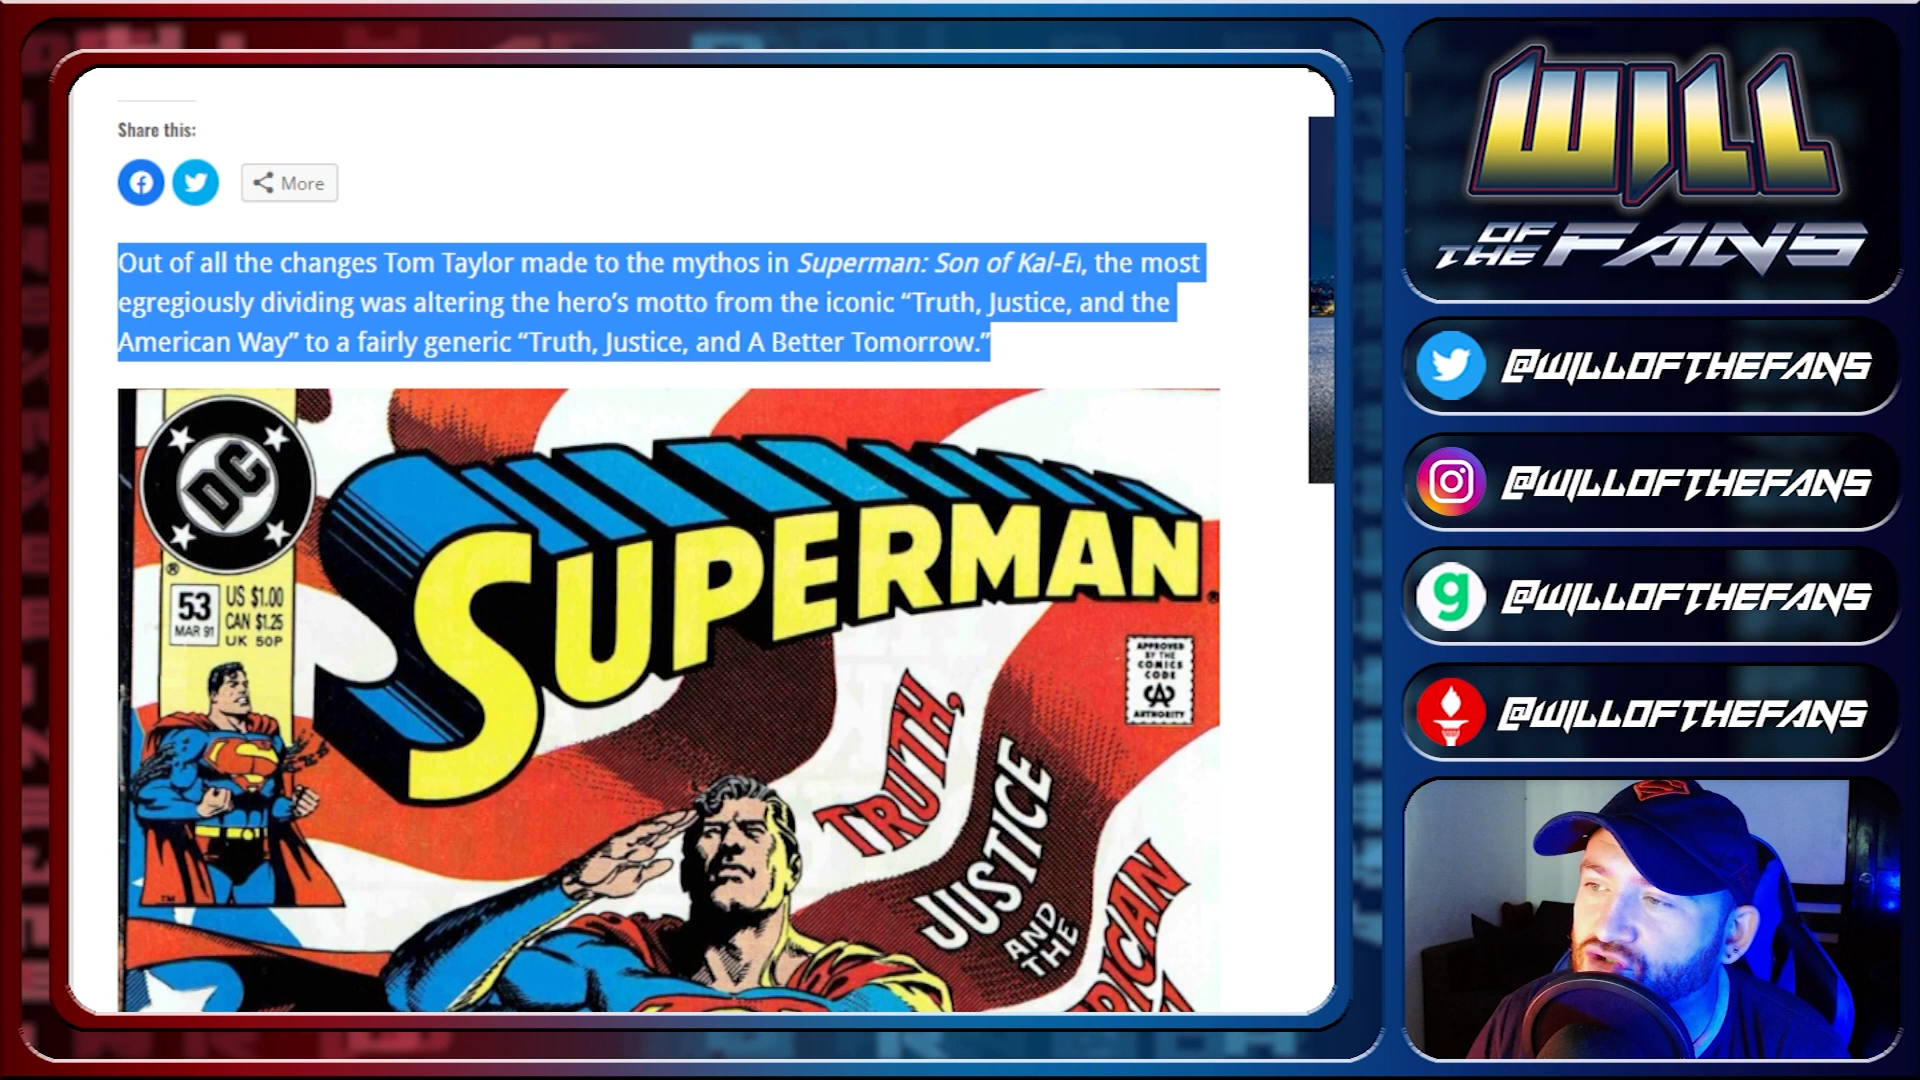 Share this:
More
Out of all the changes Tom Taylor made to the mythos in Superman: Son of Kal-El, the most
egregiously dividing was altering the hero’s motto from the iconic “Truth, Justice, and the
American Way” to a fairly generic “Truth, Justice, and A Better Tomorrow.”
DC
®
53
MAR 91
US $1.00
CAN $1.25
UK 50P
TM
SUPERMAN
®
APPROVED
BY THE
COMICS
CODE
CA
AUTHORITY
TRUTH,
JUSTICE
AND
THE
WILL
OF
THE FANS
@WILLOFTHEFANS
@WILLOFTHEFANS
g
@WILLOFTHEFANS
@WILLOFTHEFANS